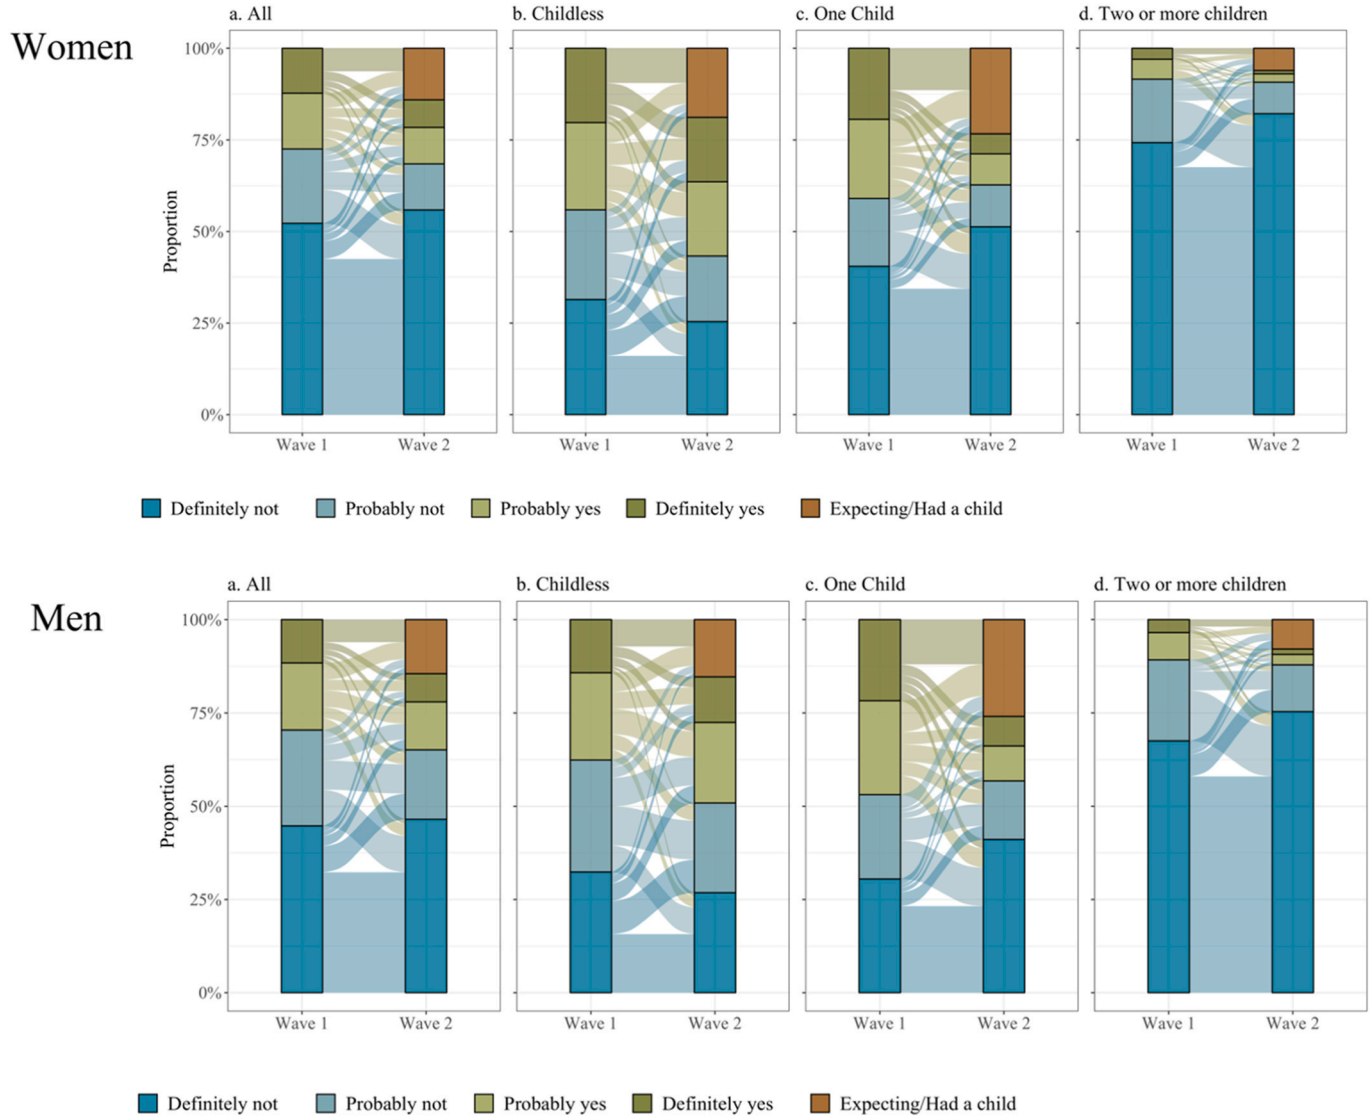 Women
a. All
b. Childless
c. One Child
d. Two or more children
Proportion
100%
75%
50%
25%
0%
Wave 1 Wave 2
Wave 1 Wave 2
Wave 1 Wave 2
Wave 1 Wave 2
Definitely not Probably not Probably yes Definitely yes Expecting/Had a child
Men
a. All
b. Childless
c. One Child
d. Two or more children
Proportion
100%
75%
50%
25%
0%
Wave 1 Wave 2
Wave 1 Wave 2
Wave 1 Wave 2
Wave 1 Wave 2
Definitely not Probably not Probably yes Definitely yes Expecting/Had a child